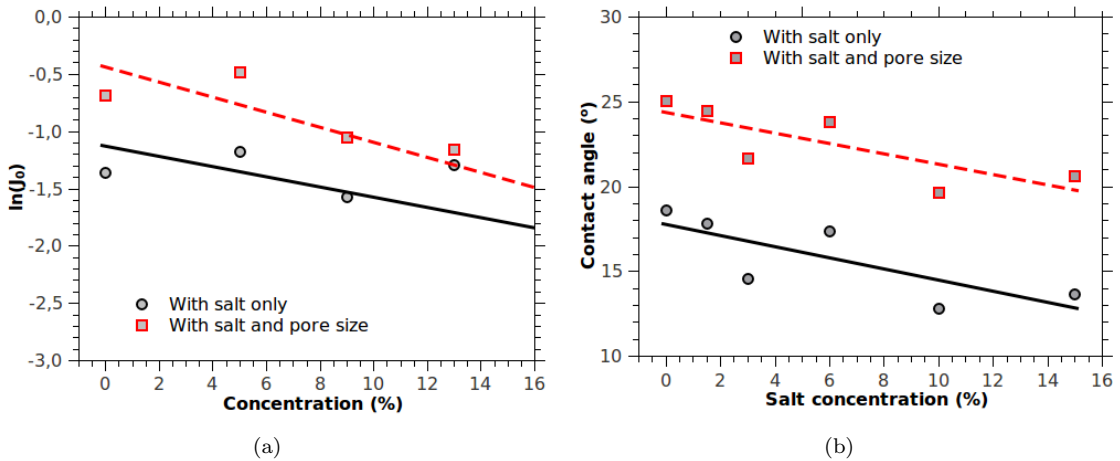 0,0
-0,5
-1,0
-1,5
-2,0
-2,5
-3,0
ln(J₀)
With salt only
With salt and pore size
0 2 4 6 8 10 12 14 16
Concentration (%)
(a)
30
25
20
15
10
Contact angle (º)
With salt only
With salt and pore size
0 2 4 6 8 10 12 14 16
Salt concentration (%)
(b)